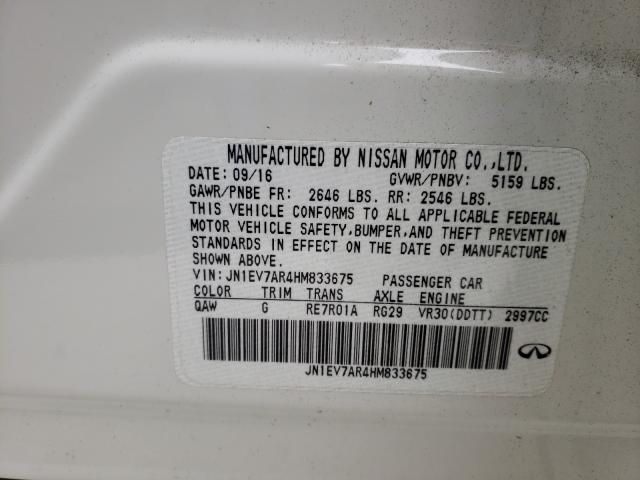 MANUFACTURED BY NISSAN MOTOR CO.,LTD.
DATE: 09/16 GVWR/PNBV: 5159 LBS.
GAWR/PNBE FR: 2646 LBS. RR: 2546 LBS.
THIS VEHICLE CONFORMS TO ALL APPLICABLE FEDERAL
MOTOR VEHICLE SAFETY,BUMPER,AND THEFT PREVENTION
STANDARDS IN EFFECT ON THE DATE OF MANUFACTURE
SHOWN ABOVE.
VIN: JN1EV7AR4HM833675 PASSENGER CAR
COLOR TRIM TRANS AXLE ENGINE
QAW G RE7R01A RG29 VR30(DDTT) 2997CC
JN1EV7AR4HM833675